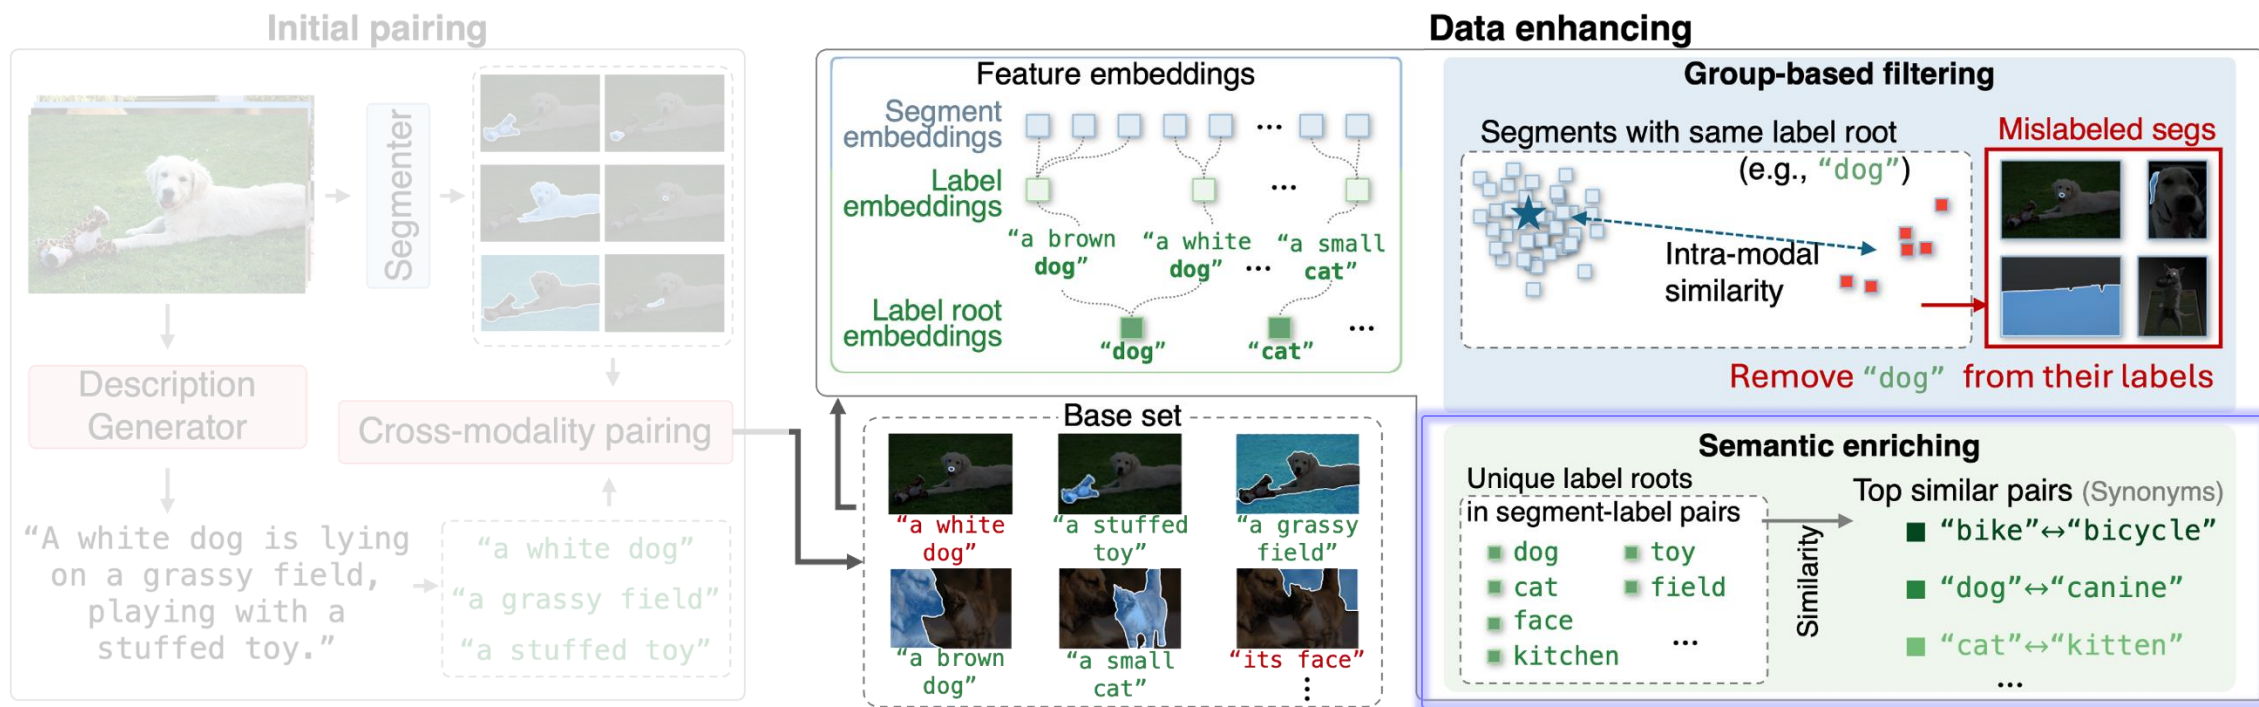 Initial pairing
Segmenter
Description
Generator
Cross-modality pairing
“A white dog is lying
on a grassy field,
playing with a
stuffed toy.”
“a white dog”
“a grassy field”
“a stuffed toy”
Data enhancing
Feature embeddings
Segment
embeddings
Label
embeddings
“a brown
dog”
“a white
dog”
...
“a small
cat”
Label root
embeddings
“dog”
“cat”
...
Base set
“a white
dog”
“a stuffed
toy”
“a grassy
field”
“a brown
dog”
“a small
cat”
“its face”
Group-based filtering
Segments with same label root
(e.g., “dog”)
Mislabeled segs
Intra-modal
similarity
Remove “dog” from their labels
Semantic enriching
Unique label roots
in segment-label pairs
dog
toy
cat
field
face
kitchen
...
Similarity
Top similar pairs (Synonyms)
“bike”↔“bicycle”
“dog”↔“canine”
“cat”↔“kitten”
...